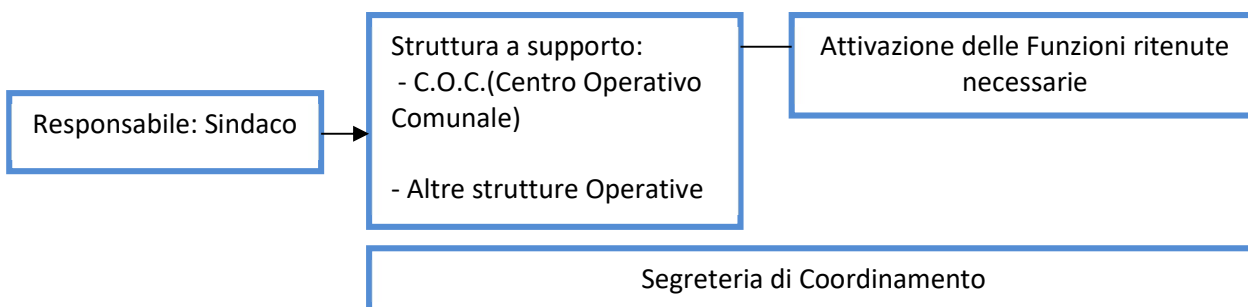 Responsabile: Sindaco
Struttura a supporto:
- C.O.C.(Centro Operativo
Comunale)
- Altre strutture Operative
Attivazione delle Funzioni ritenute
necessarie
Segreteria di Coordinamento